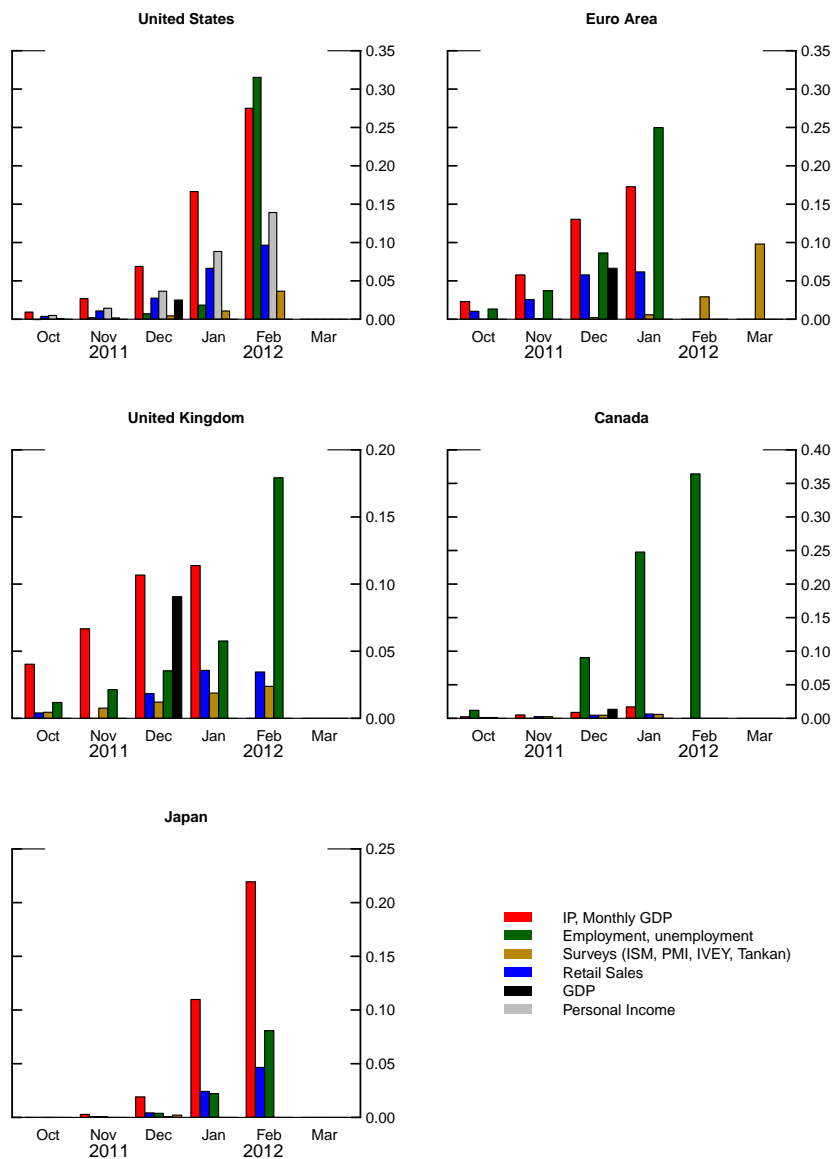 United States
0.35
0.30
0.25
0.20
0.15
0.10
0.05
0.00
Oct Nov Dec Jan Feb Mar
2011 2012
Euro Area
0.35
0.30
0.25
0.20
0.15
0.10
0.05
0.00
Oct Nov Dec Jan Feb Mar
2011 2012
United Kingdom
0.20
0.15
0.10
0.05
0.00
Oct Nov Dec Jan Feb Mar
2011 2012
Canada
0.40
0.35
0.30
0.25
0.20
0.15
0.10
0.05
0.00
Oct Nov Dec Jan Feb Mar
2011 2012
Japan
0.25
0.20
0.15
0.10
0.05
0.00
Oct Nov Dec Jan Feb Mar
2011 2012
IP, Monthly GDP
Employment, unemployment
Surveys (ISM, PMI, IVEY, Tankan)
Retail Sales
GDP
Personal Income